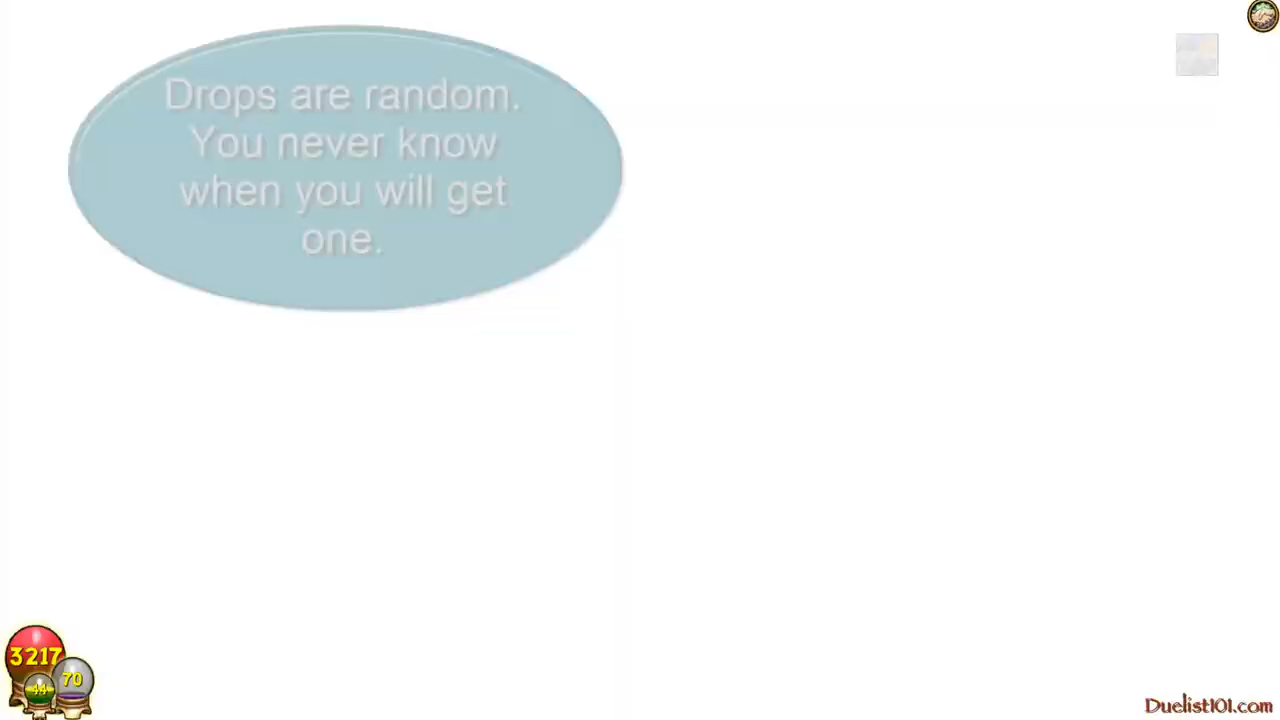 Drops are random.
You never know
when you will get
one.
3217
44
70
Duelist101.com